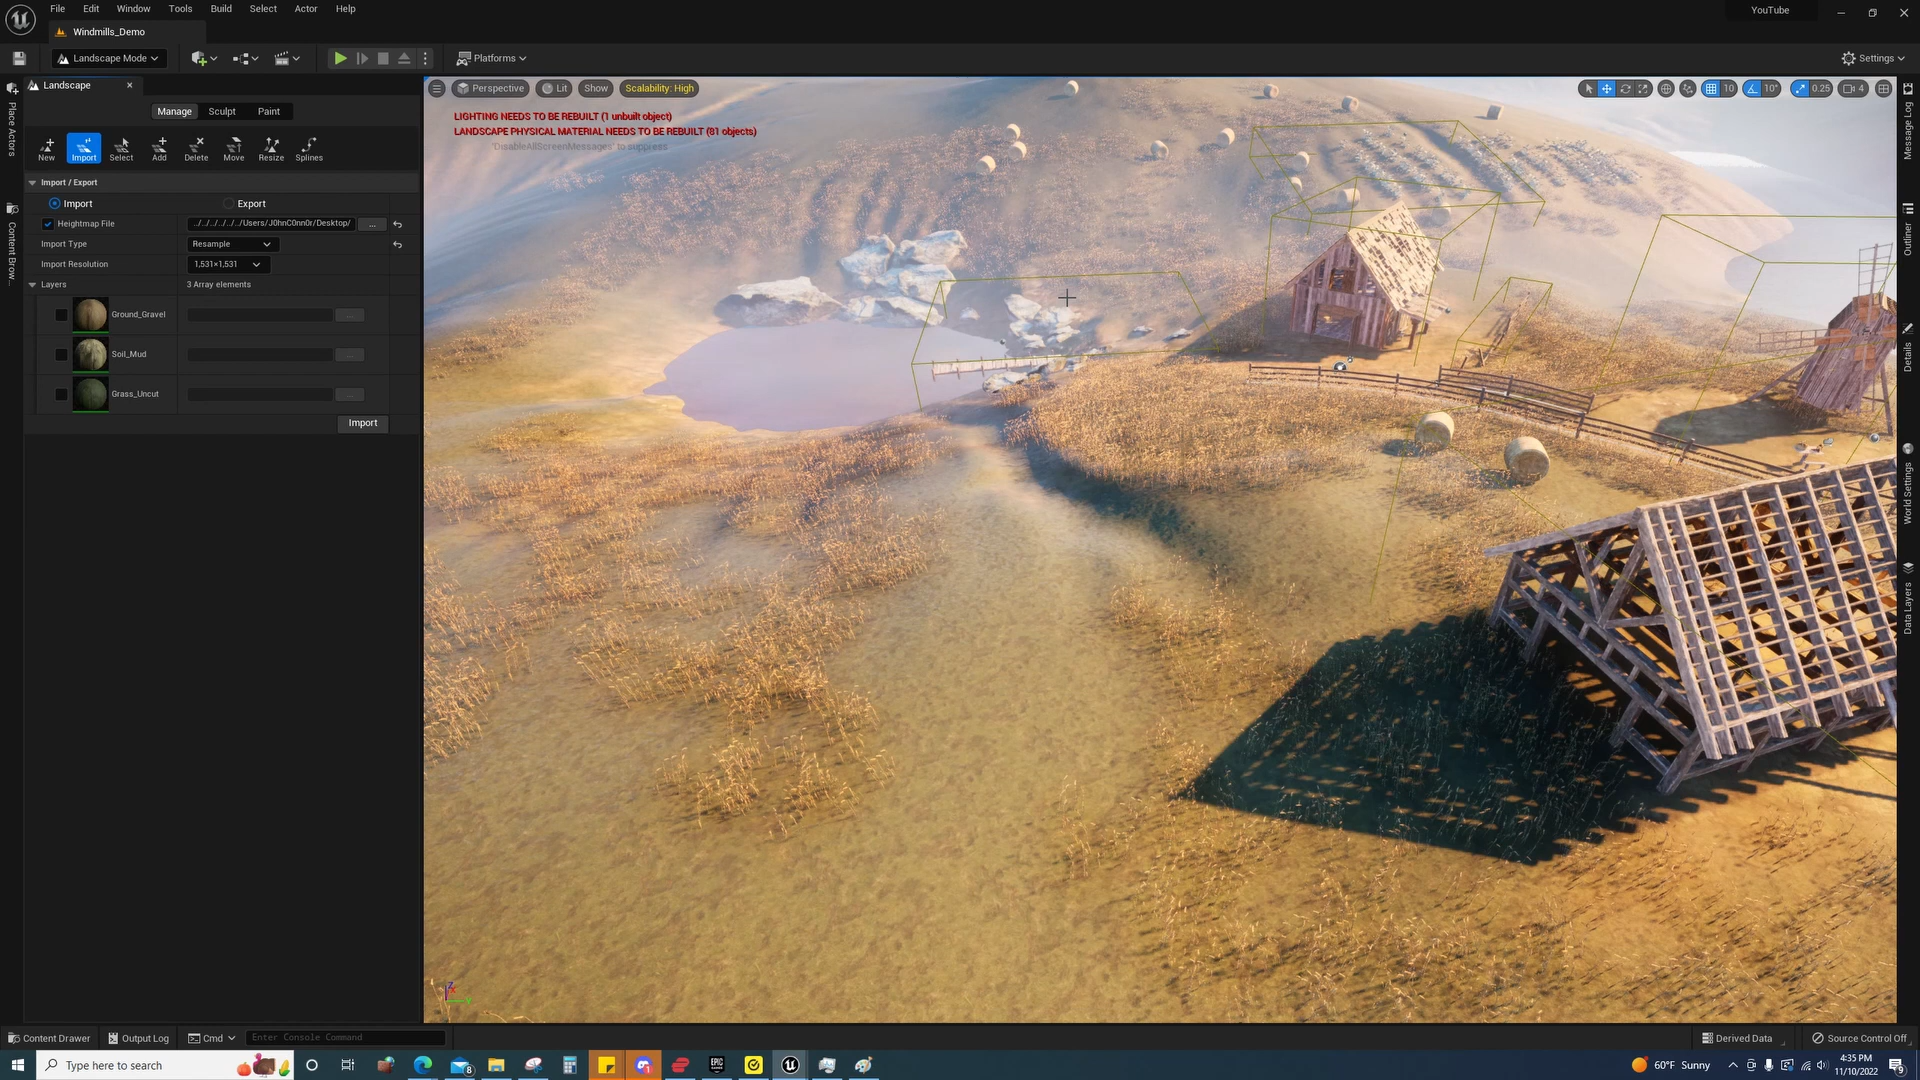 File Edit Window Tools Build Select Actor Help
YouTube
Windmills_Demo
Landscape Mode
Platforms
Settings
Landscape
Manage Sculpt Paint
New Import Select Add Delete Move Resize Splines
Import / Export
Import Export
Heightmap File ../../../../../../Users/J0hnC0nn0r/Desktop/ ...
Import Type Resample
Import Resolution 1,531×1,531
Layers 3 Array elements
Ground_Gravel ...
Soil_Mud ...
Grass_Uncut ...
Import
Place Actors
Content Brow...
Perspective Lit Show Scalability: High
10 10° 0.25 4
LIGHTING NEEDS TO BE REBUILT (1 unbuilt object)
LANDSCAPE PHYSICAL MATERIAL NEEDS TO BE REBUILT (81 objects)
'DisableAllScreenMessages' to suppress
Message Log
Outliner
Details
World Settings
Data Layers
Content Drawer Output Log Cmd Enter Console Command
Derived Data Source Control Off
Type here to search
8
1
EPIC GAMES
60°F Sunny
4:35 PM
11/10/2022
9